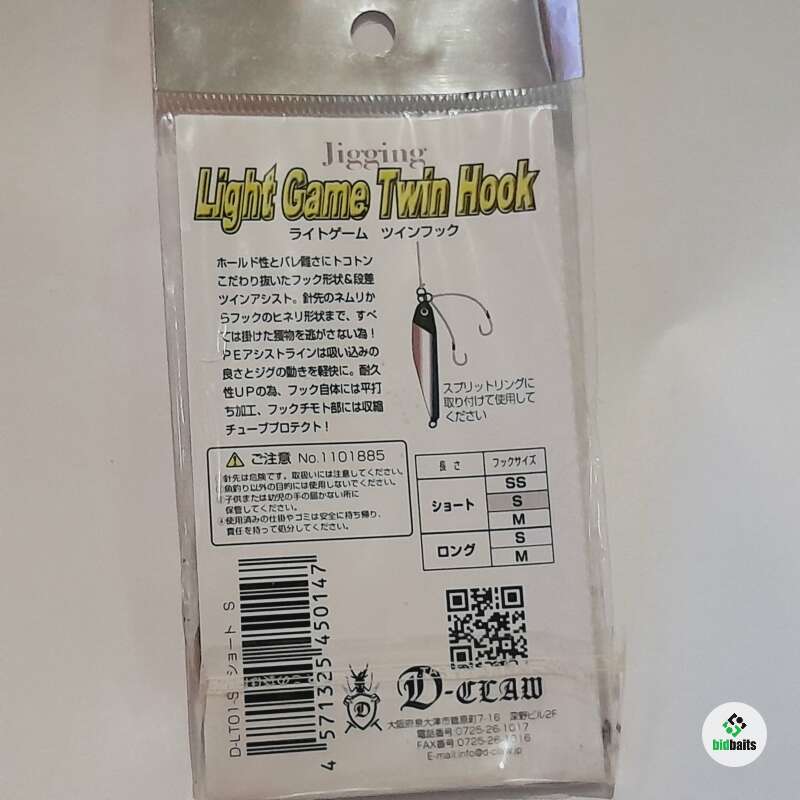 Jigging
Light Game Twin Hook
ライトゲーム ツインフック
ホールド性とバレ難さにトコトン
こだわり抜いたフック形状&段差
ツインアシスト。針先のネムリか
らフックのヒネリ形状まで、すべ
ては掛けた獲物を逃がさない為!
PEアシストラインは吸い込みの
良さとジグの動きを軽快に。耐久
性UPの為、フック自体には平打
ち加工、フックチモト部には収縮
チューブプロテクト!
スプリットリングに
取り付けて使用して
ください
ご注意 No.1101885
針先は危険です。取扱いには注意してください。
魚釣り以外の目的には使用しないでください。
子供または幼児の手の届かない所に
保管してください。
使用済みの仕掛やゴミは安全に持ち帰り、
責任を持って処分してください。
長さ フックサイズ
ショート SS
S
M
ロング S
M
D-LT01-S ショート S
4 571325 450147
D
D-CLAW
大阪府泉大津市菅原町7-16 深野ビル2F
電話番号 0725-26-1017
FAX番号 0725-26-1016
E-mail:info@d-claw.jp
bidbaits